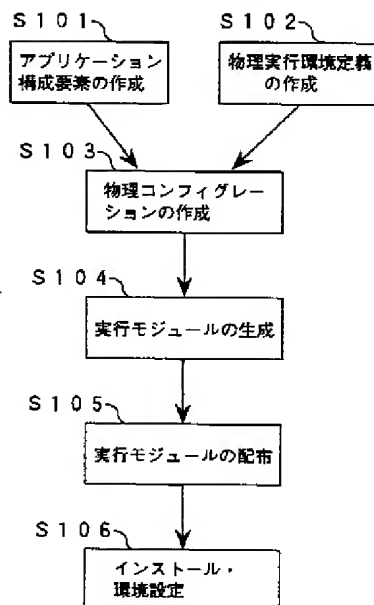 S101
S102
アプリケーション
構成要素の作成
物理実行環境定義
の作成
S103
物理コンフィグレー
ションの作成
S104
実行モジュールの生成
S105
実行モジュールの配布
S106
インストール・
環境設定